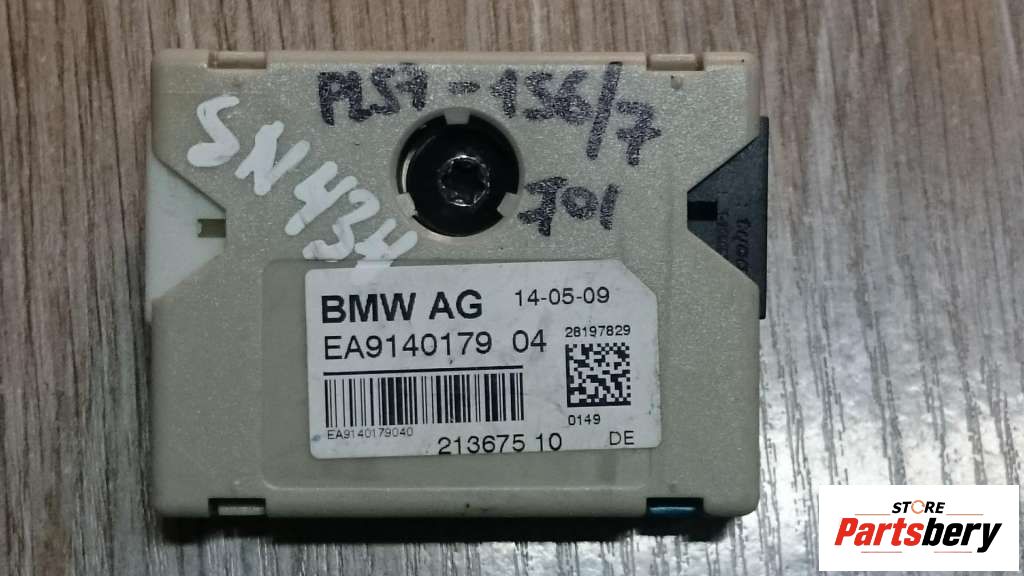 PLS7-156/7
701
SN434
BMW AG 14-05-09
EA9140179 04
28197829
0149
EA9140179040
213675 10 DE
STORE
Partsbery